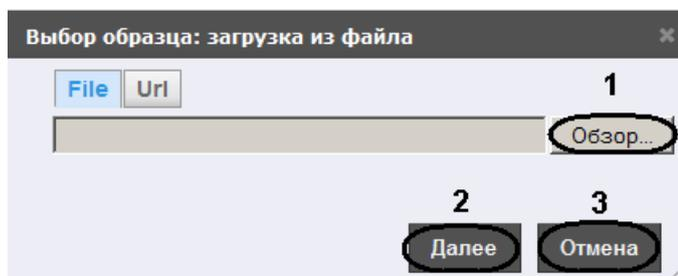 Выбор образца: загрузка из файла
File Url 1
Обзор...
2 3
Далее Отмена